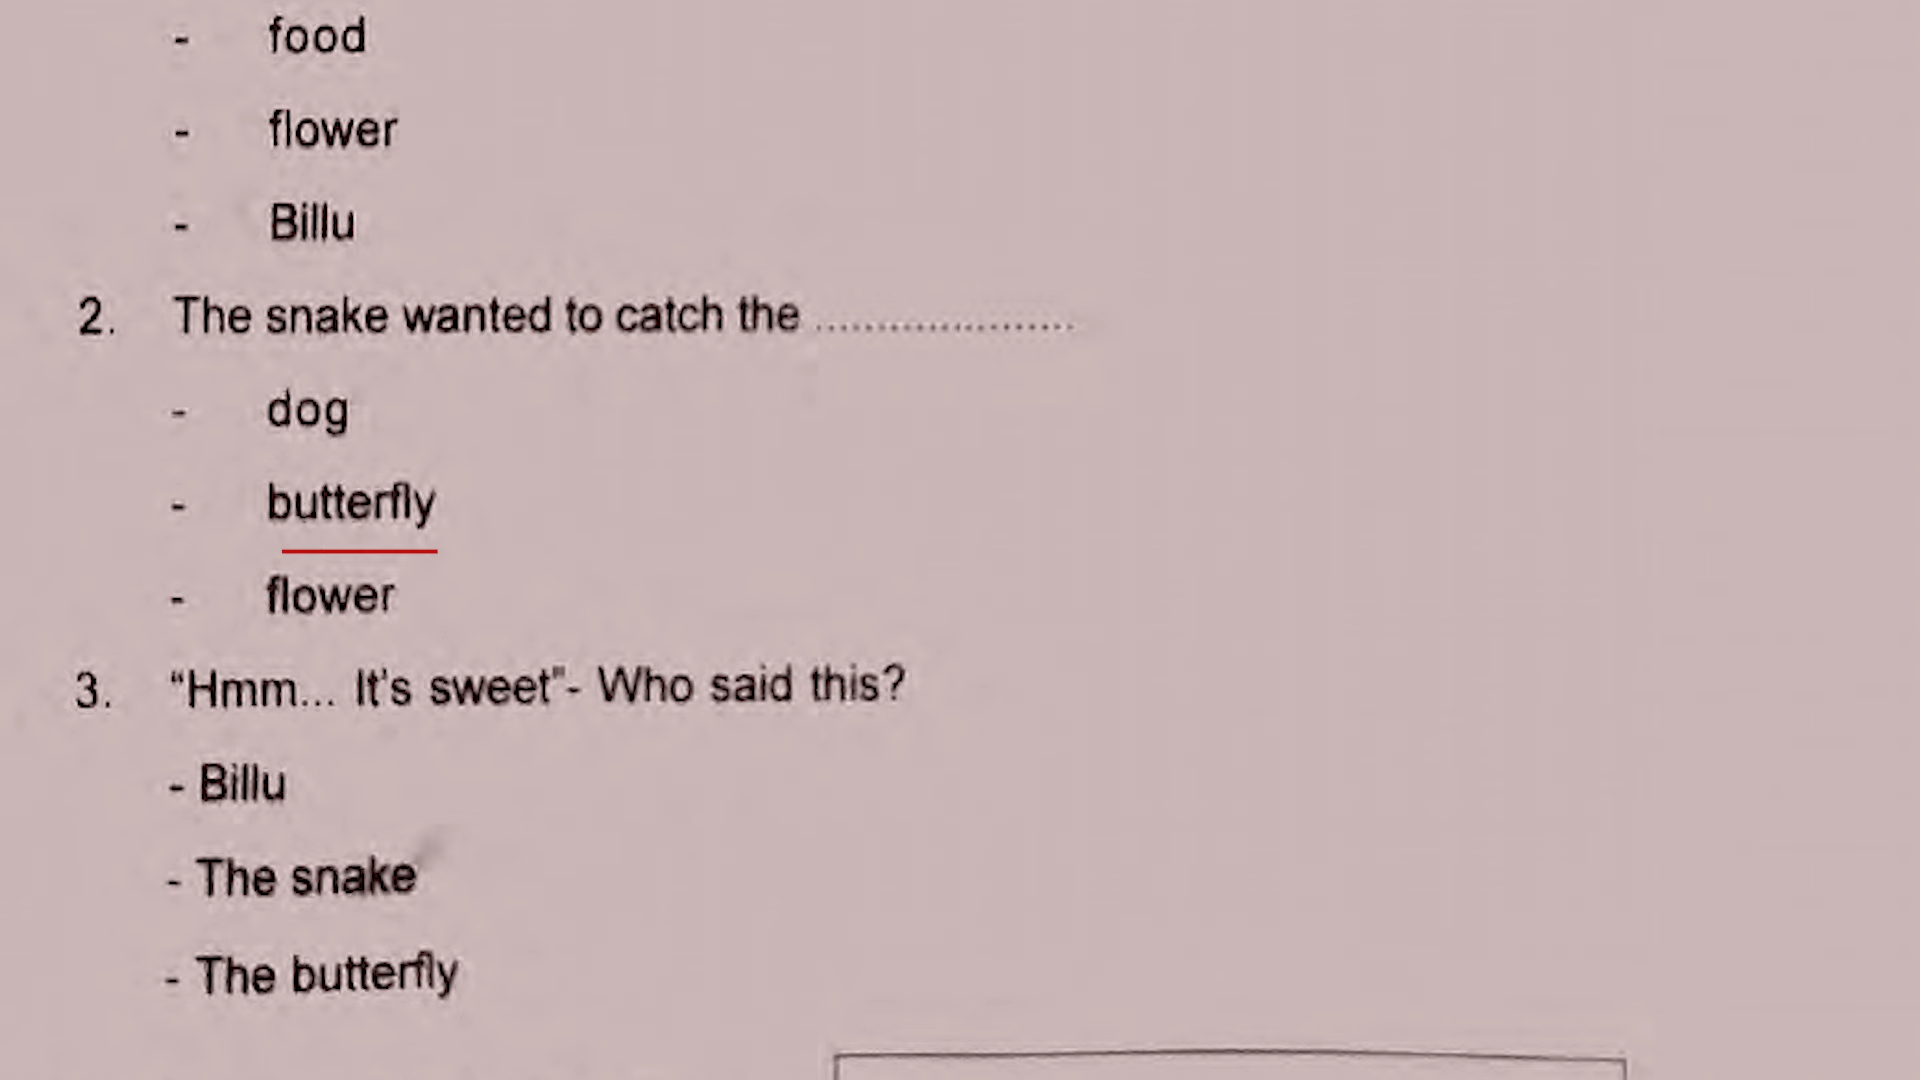 - food
- flower
- Billu
2. The snake wanted to catch the .....................
- dog
- butterfly
- flower
3. “Hmm... It's sweet”- Who said this?
- Billu
- The snake
- The butterfly